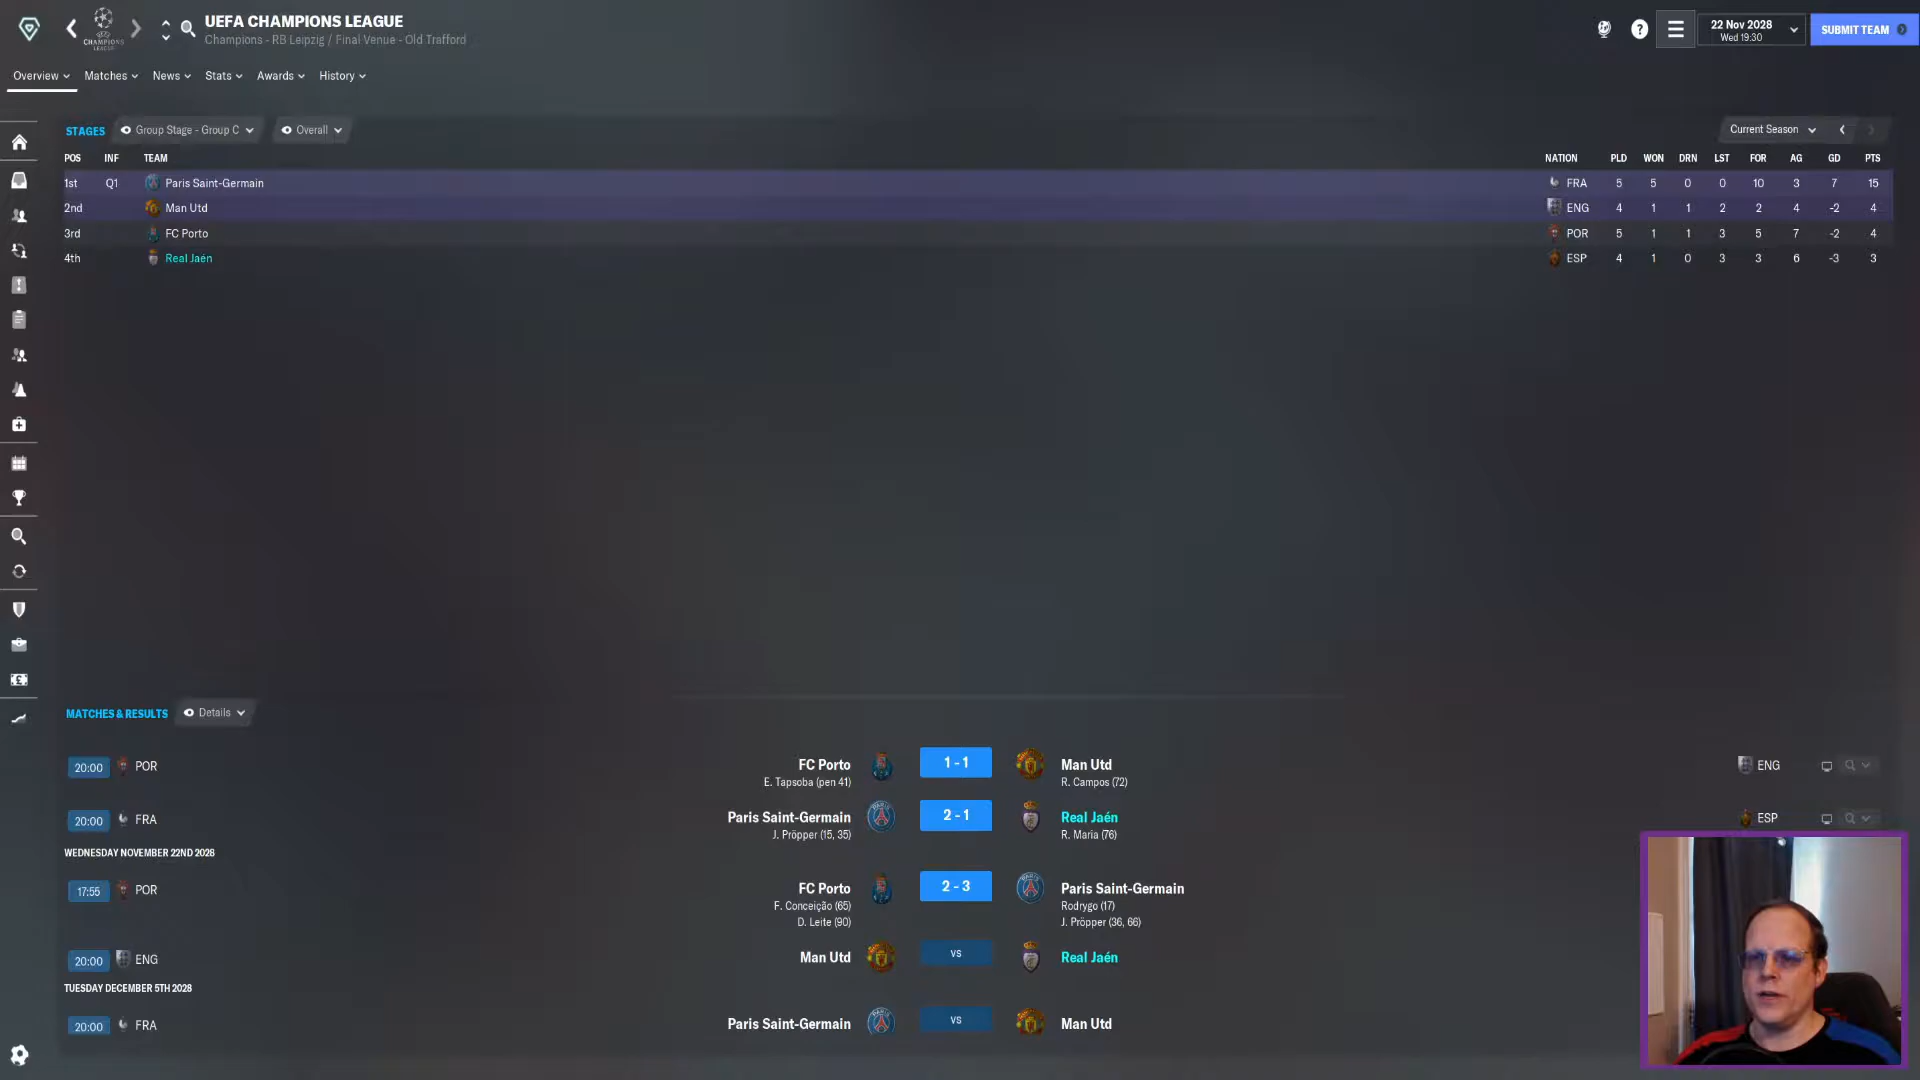 UEFA CHAMPIONS LEAGUE
Champions - RB Leipzig / Final Venue - Old Trafford
CHAMPIONS LEAGUE
22 Nov 2028
Wed 19:30
SUBMIT TEAM
Overview Matches News Stats Awards History
STAGES Group Stage - Group C Overall Current Season
POS INF TEAM NATION PLD WON DRN LST FOR AG GD PTS
1st Q1 Paris Saint-Germain FRA 5 5 0 0 10 3 7 15
2nd Man Utd ENG 4 1 1 2 2 4 -2 4
3rd FC Porto POR 5 1 1 3 5 7 -2 4
4th Real Jaén ESP 4 1 0 3 3 6 -3 3
MATCHES & RESULTS Details
20:00 POR FC Porto 1 - 1 Man Utd ENG
E. Tapsoba (pen 41) R. Campos (72)
20:00 FRA Paris Saint-Germain 2 - 1 Real Jaén ESP
J. Pröpper (15, 35) R. Maria (76)
WEDNESDAY NOVEMBER 22ND 2028
17:55 POR FC Porto 2 - 3 Paris Saint-Germain
F. Conceição (65) Rodrygo (17)
D. Leite (90) J. Pröpper (36, 66)
20:00 ENG Man Utd vs Real Jaén
TUESDAY DECEMBER 5TH 2028
20:00 FRA Paris Saint-Germain vs Man Utd